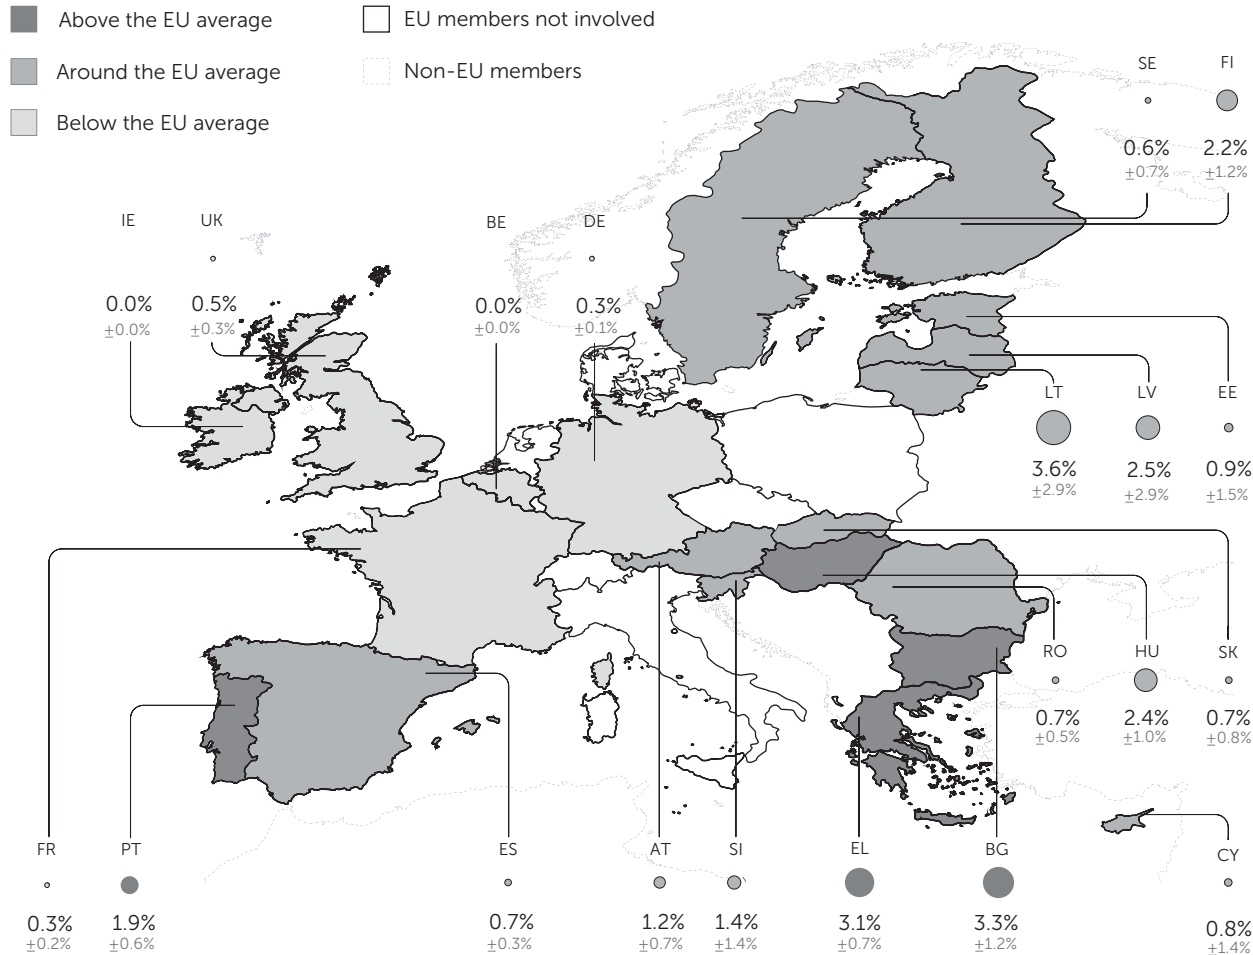 Above the EU average
EU members not involved
Around the EU average
Non-EU members
Below the EU average
SE FI
0.6% 2.2%
±0.7% ±1.2%
IE UK BE DE
0.0% 0.5% 0.0% 0.3%
±0.0% ±0.3% ±0.0% ±0.1%
LT LV EE
3.6% 2.5% 0.9%
±2.9% ±2.9% ±1.5%
RO HU SK
0.7% 2.4% 0.7%
±0.5% ±1.0% ±0.8%
FR PT ES AT SI EL BG CY
0.3% 1.9% 0.7% 1.2% 1.4% 3.1% 3.3% 0.8%
±0.2% ±0.6% ±0.3% ±0.7% ±1.4% ±0.7% ±1.2% ±1.4%